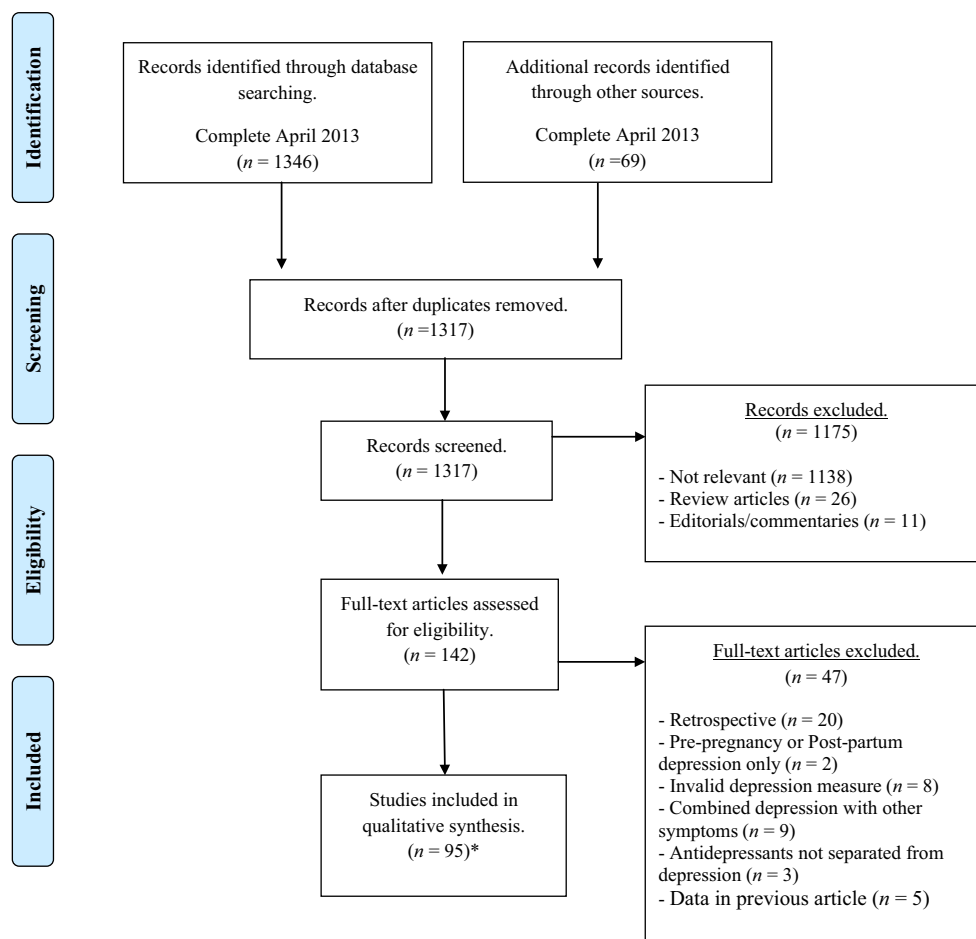 Identification
Records identified through database
searching.
Complete April 2013
(n = 1346)
Additional records identified
through other sources.
Complete April 2013
(n =69)
Screening
Records after duplicates removed.
(n =1317)
Records screened.
(n = 1317)
Records excluded.
(n = 1175)
- Not relevant (n = 1138)
- Review articles (n = 26)
- Editorials/commentaries (n = 11)
Eligibility
Full-text articles assessed
for eligibility.
(n = 142)
Full-text articles excluded.
(n = 47)
- Retrospective (n = 20)
- Pre-pregnancy or Post-partum
depression only (n = 2)
- Invalid depression measure (n = 8)
- Combined depression with other
symptoms (n = 9)
- Antidepressants not separated from
depression (n = 3)
- Data in previous article (n = 5)
Included
Studies included in
qualitative synthesis.
(n = 95)*